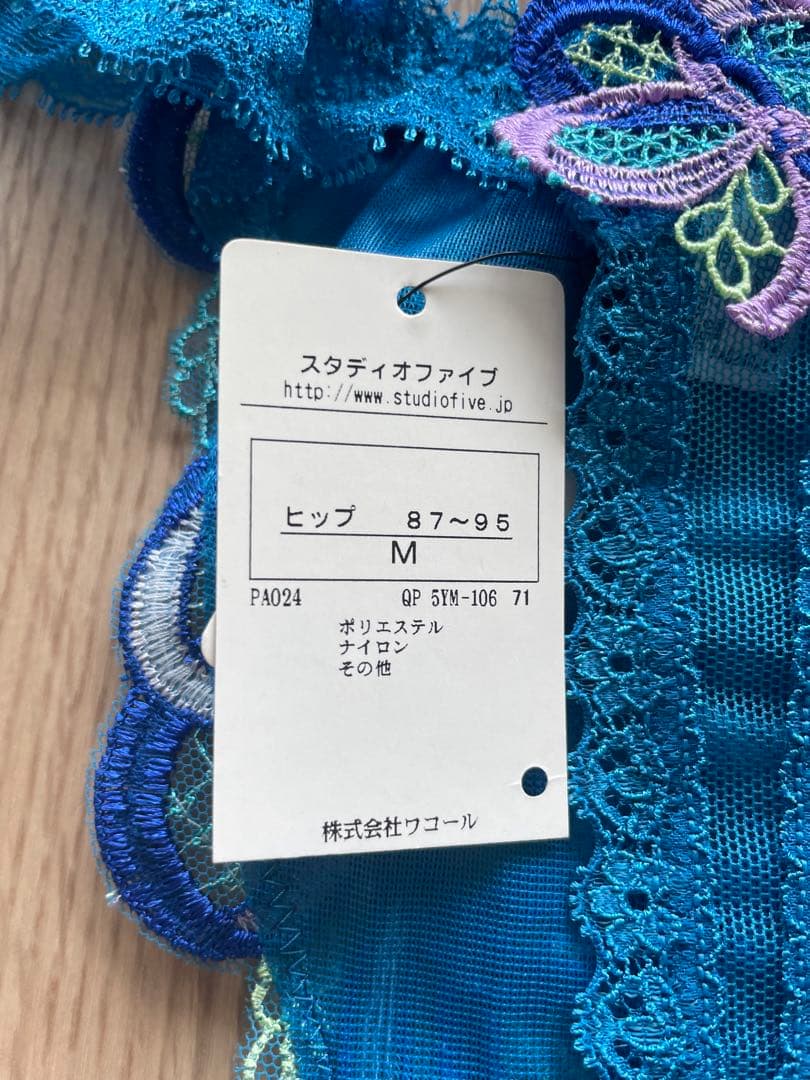 スタディオファイブ
http://www.studiofive.jp
ヒップ 87～95
M
PA024 QP 5YM-106 71
ポリエステル
ナイロン
その他
株式会社ワコール